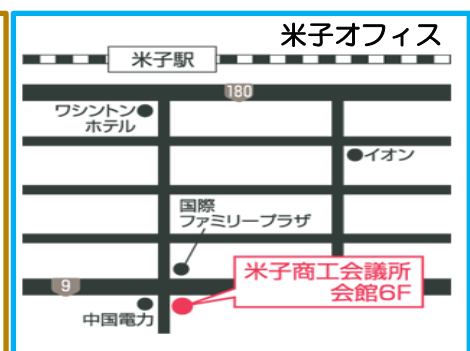 米子オフィス
米子駅
180
ワシントン
ホテル
イオン
国際
ファミリープラザ
米子商工会議所
会館6F
9
中国電力